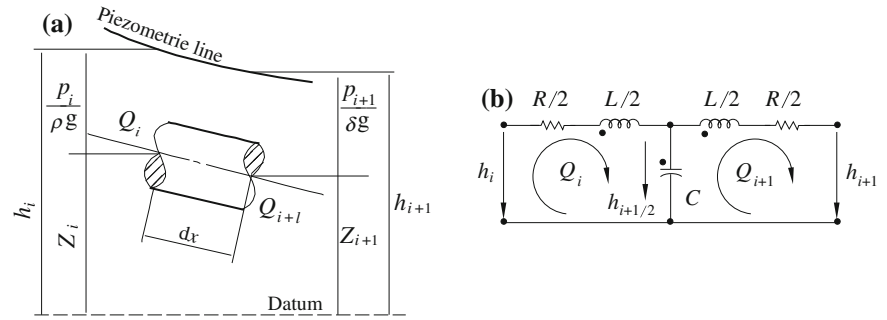 (a)
Piezometrie line
p_i
ρg
p_{i+1}
δg
Q_i
h_i
Z_i
Q_{i+l}
h_{i+1}
Z_{i+1}
dx
Datum
(b)
R/2 L/2 L/2 R/2
h_i Q_i h_{i+1/2} C Q_{i+1} h_{i+1}